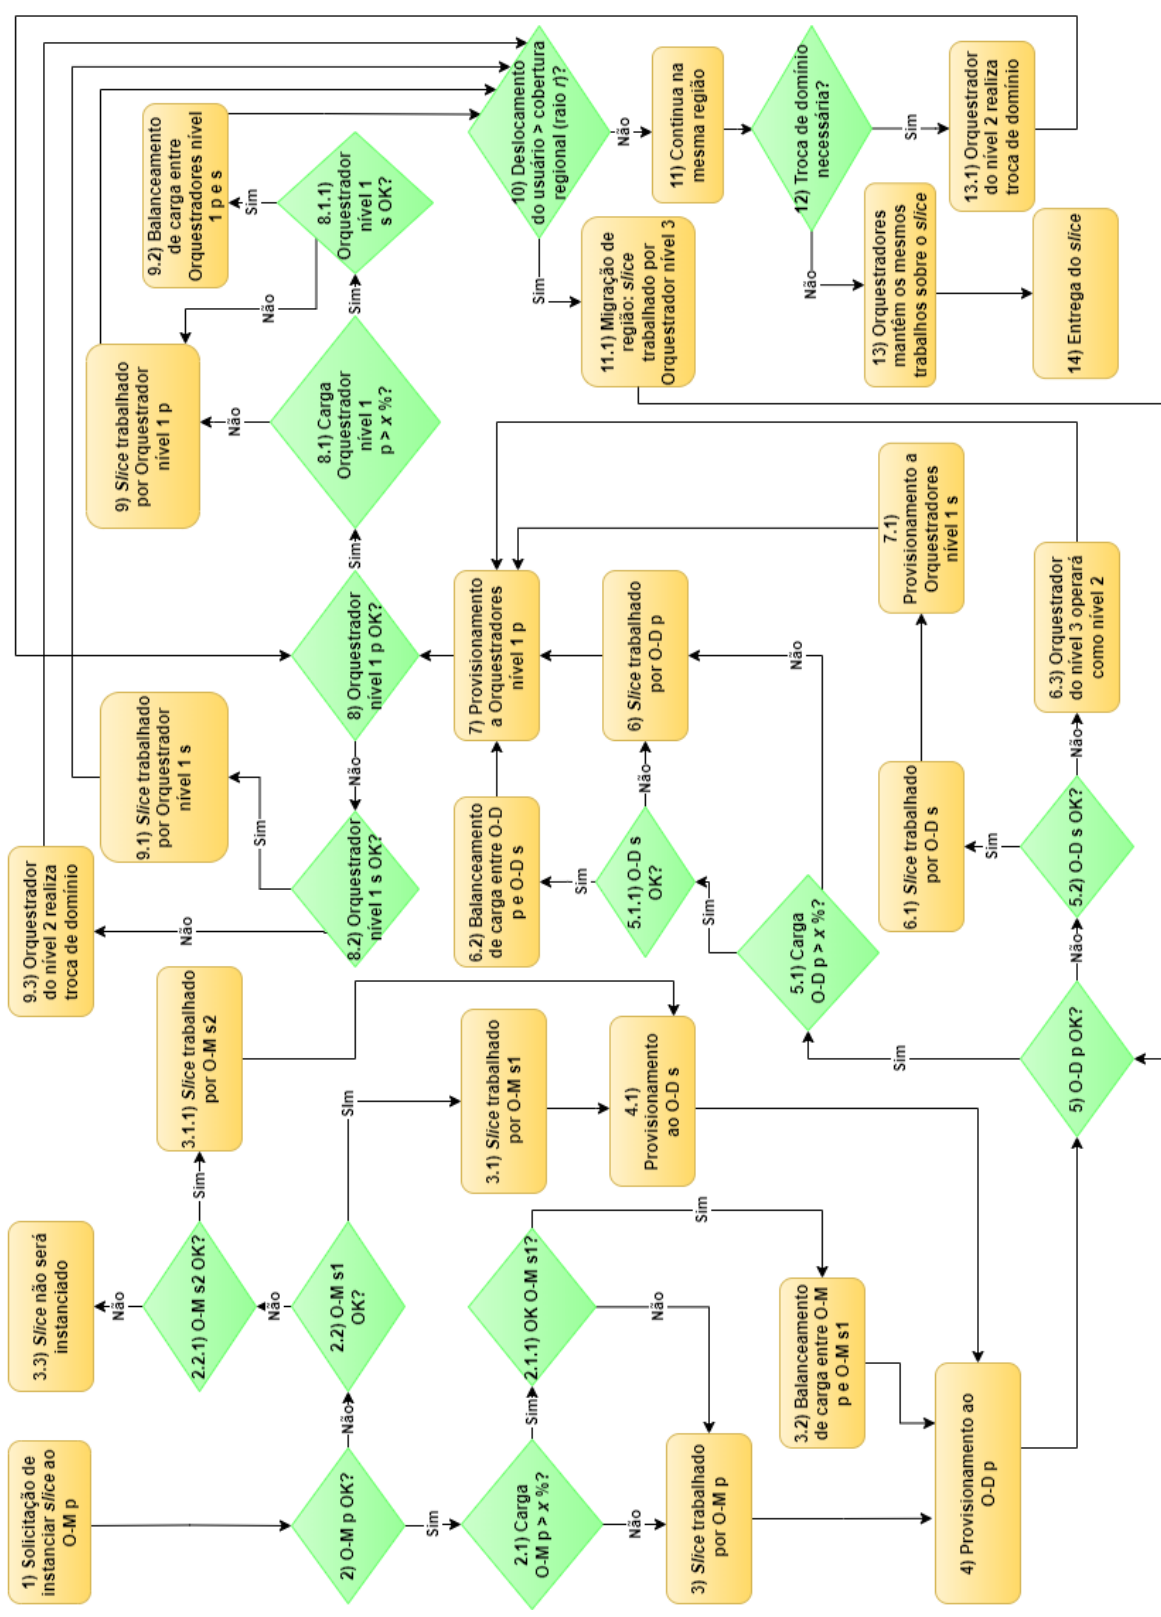 1) Solicitação de
instanciar slice ao
O-M p
2) O-M p OK?
Não
Sim
2.1) Carga
O-M p > x %?
Sim
Não
2.2) O-M s1
OK?
Não
SIm
2.2.1) O-M s2 OK?
Não
Sim
3.3) Slice não será
instanciado
3.1.1) Slice trabalhado
por O-M s2
2.1.1) OK O-M s1?
Sim
Não
3) Slice trabalhado
por O-M p
3.1) Slice trabalhado
por O-M s1
3.2) Balanceamento
de carga entre O-M
p e O-M s1
4.1)
Provisionamento
ao O-D s
4) Provisionamento ao
O-D p
5) O-D p OK?
Sim
Não
5.1) Carga
O-D p > x %?
Sim
Não
5.1.1) O-D s
OK?
Sim
Não
5.2) O-D s OK?
Sim
Não
6.2) Balanceamento
de carga entre O-D
p e O-D s
6) Slice trabalhado
por O-D p
6.1) Slice trabalhado
por O-D s
6.3) Orquestrador
do nível 3 operará
como nível 2
7) Provisionamento
a Orquestradores
nível 1 p
7.1)
Provisionamento a
Orquestradores
nível 1 s
8) Orquestrador
nível 1 p OK?
Sim
Não
8.2) Orquestrador
nível 1 s OK?
Sim
Não
9.3) Orquestrador
do nível 2 realiza
troca de domínio
9.1) Slice trabalhado
por Orquestrador
nível 1 s
8.1) Carga
Orquestrador
nível 1
p > x %?
Não
Sim
8.1.1)
Orquestrador
nível 1
s OK?
Sim
Não
9) Slice trabalhado
por Orquestrador
nível 1 p
9.2) Balanceamento
de carga entre
Orquestradores nível
1 p e s
10) Deslocamento
do usuário > cobertura
regional (raio r)?
Sim
Não
11.1) Migração de
região: slice
trabalhado por
Orquestrador nível 3
11) Continua na
mesma região
12) Troca de domínio
necessária?
Não
Sim
13) Orquestradores
mantêm os mesmos
trabalhos sobre o slice
13.1) Orquestrador
do nível 2 realiza
troca de domínio
14) Entrega do slice